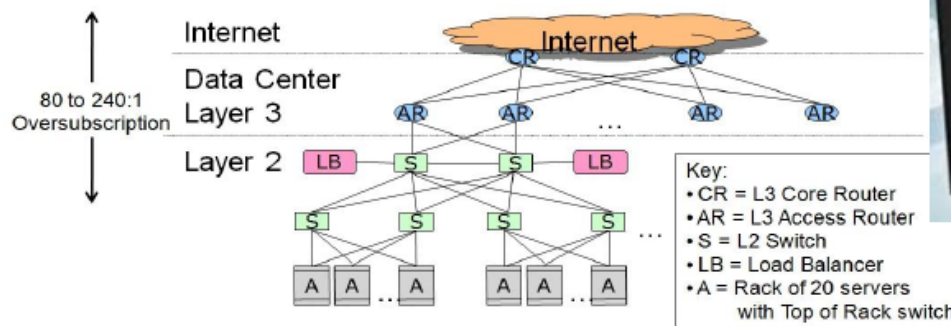 Internet
Internet
CR
CR
Data Center
80 to 240:1
Oversubscription
Layer 3
AR
AR
AR
AR
...
Layer 2
LB
S
S
LB
S
S
S
S
...
A
A
...
A
A
A
...
A
Key:
• CR = L3 Core Router
• AR = L3 Access Router
• S = L2 Switch
• LB = Load Balancer
• A = Rack of 20 servers
with Top of Rack switch